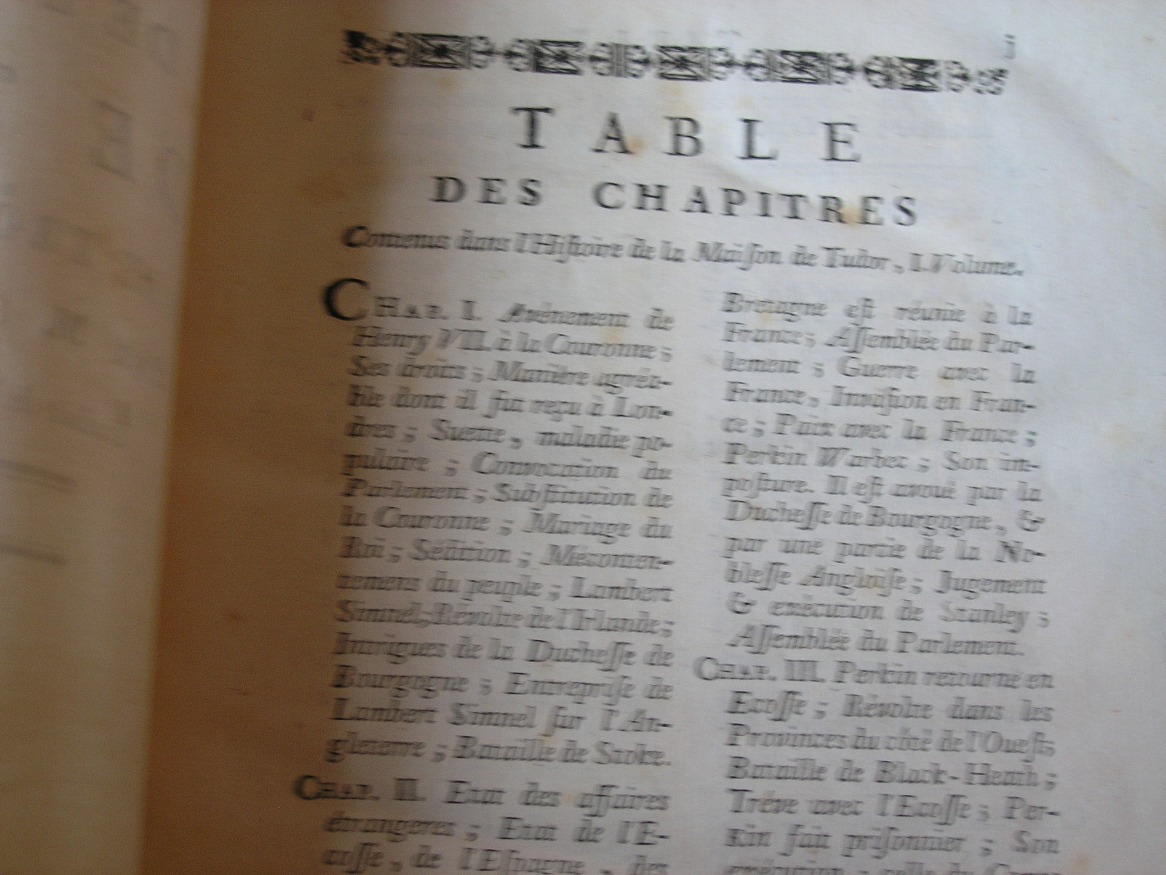 j
TABLE
DES CHAPITRES
Contenus dans l'Hiſtoire de la Maiſon de Tudor, I. Volume.
CHAP. I. Avénement de
Henry VII. à la Couronne;
Ses droits; Manière agréa-
ble dont il fut reçu à Lon-
dres; Suette, maladie po-
pulaire; Convocation du
Parlement; Subſtitution de
la Couronne; Mariage du
Roi; Sédition; Méconten-
temens du peuple; Lambert
Simnel; Révolte de l'Irlande;
Intrigues de la Ducheſſe de
Bourgogne; Entrepriſe de
Lambert Simnel ſur l'An-
gleterre; Bataille de Stoke.
CHAP. II. Etat des affaires
étrangeres; Etat de l'E-
coſſe, de l'Eſpagne, des
Bretagne eſt réunie à la
France; Aſſemblée du Par-
lement; Guerre avec la
France, Invaſion en Fran-
ce; Paix avec la France;
Perkin Warbec; Son im-
poſture. Il eſt avoué par la
Ducheſſe de Bourgogne, &
par une partie de la No-
bleſſe Angloiſe; Jugement
& exécution de Stanley;
Aſſemblée du Parlement.
CHAP. III. Perkin retourne en
Ecoſſe; Révolte dans les
Provinces du côté de l'Oueſt;
Bataille de Black-Heath;
Tréve avec l'Ecoſſe; Per-
kin fait priſonnier; Son
exécution; celle du